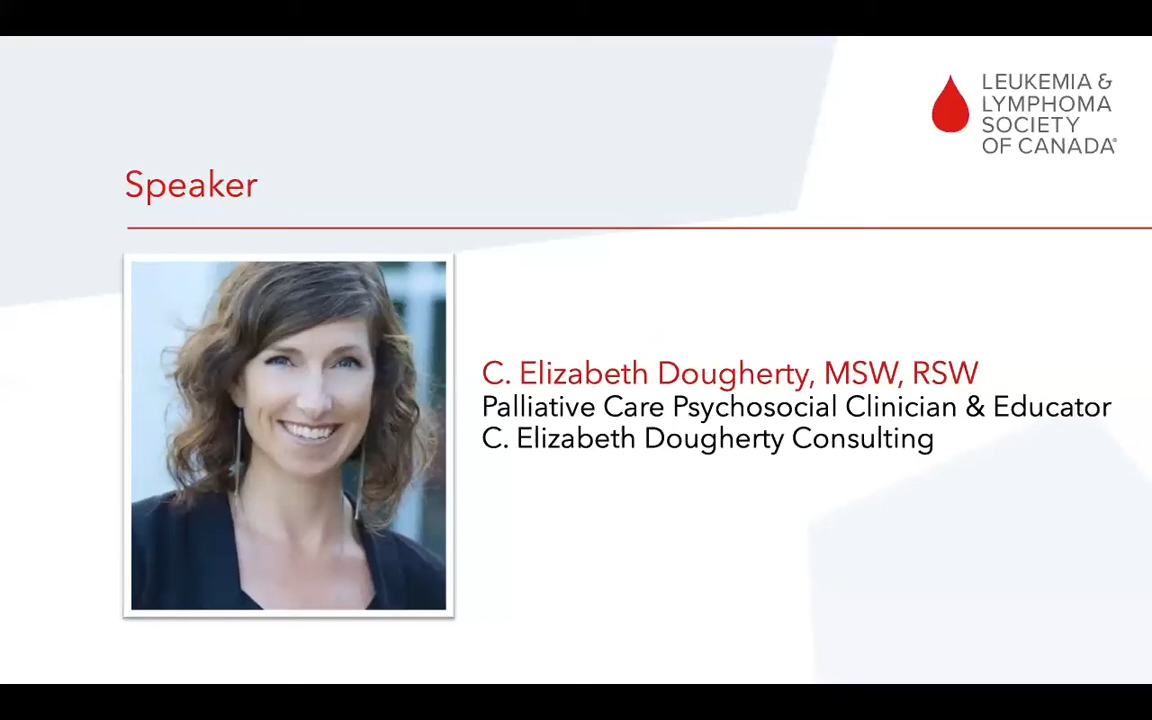 LEUKEMIA &
LYMPHOMA
SOCIETY
OF CANADA®
Speaker
C. Elizabeth Dougherty, MSW, RSW
Palliative Care Psychosocial Clinician & Educator
C. Elizabeth Dougherty Consulting